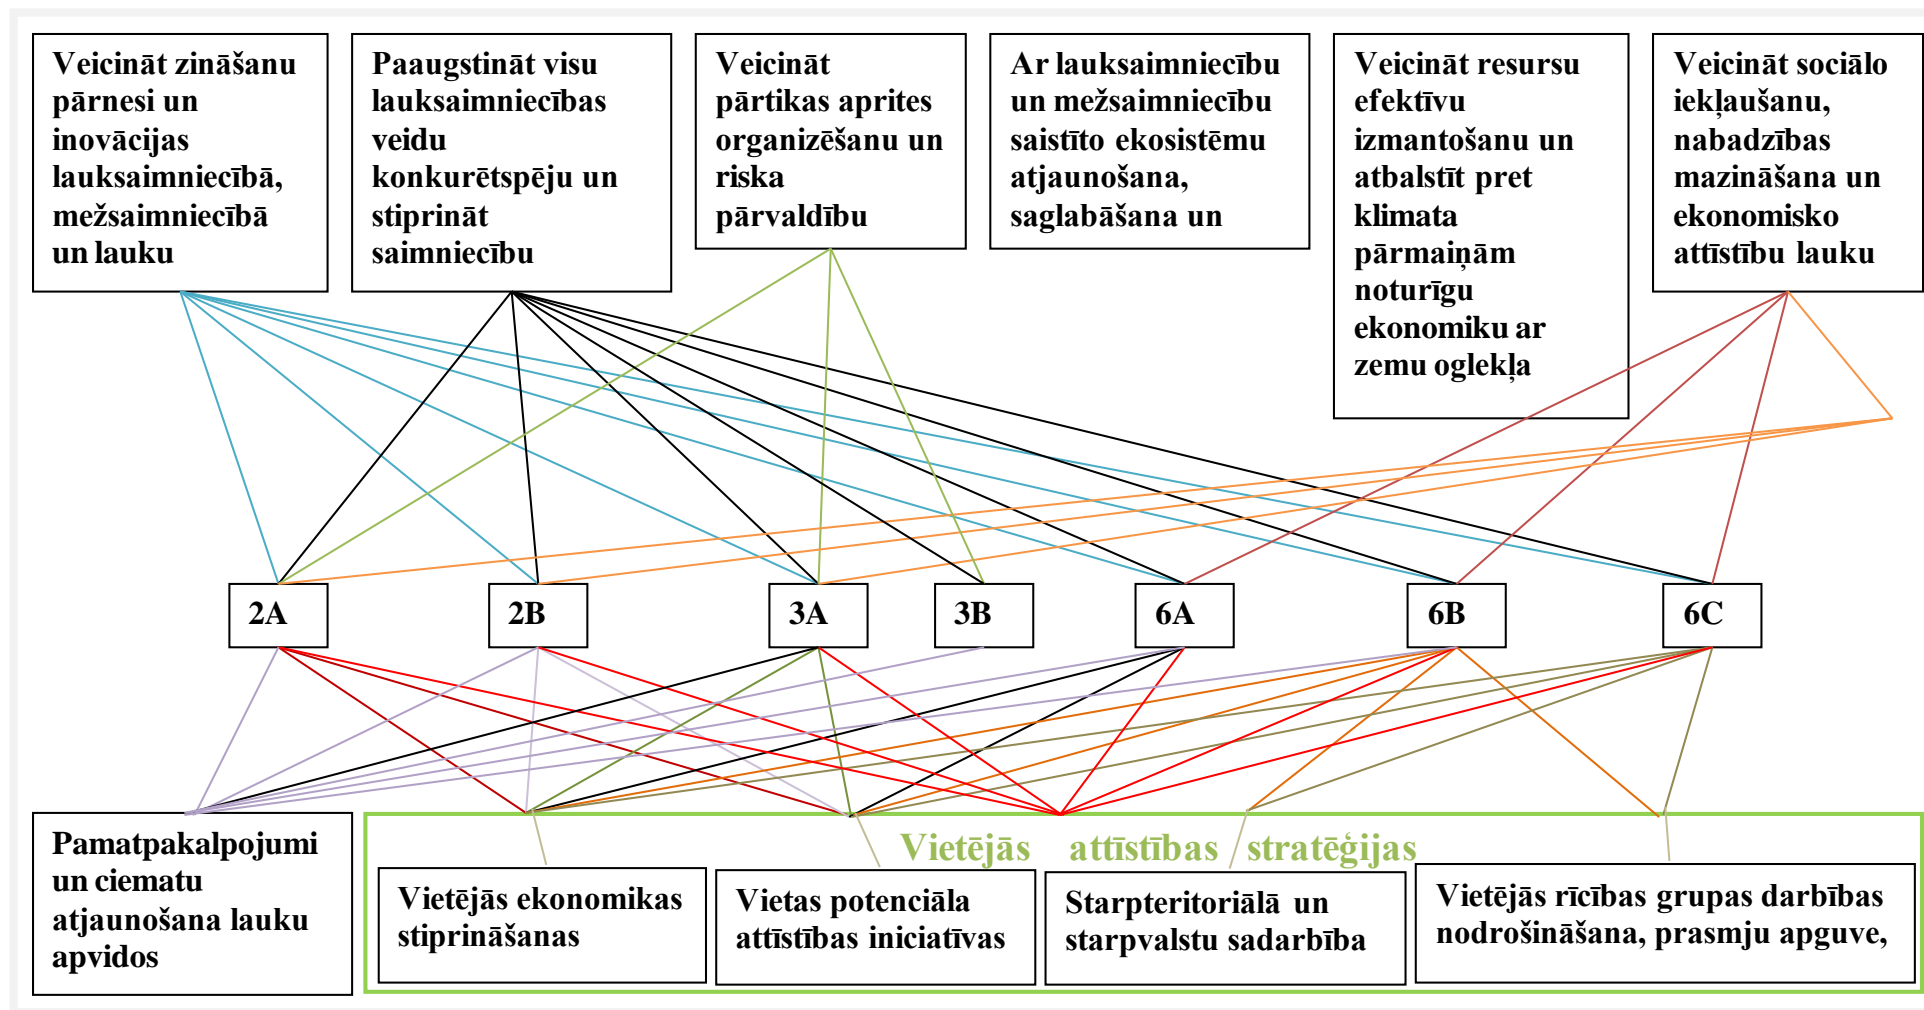 Veicināt zināšanu
pārnesi un
inovācijas
lauksaimniecībā,
mežsaimniecībā
un lauku
Paaugstināt visu
lauksaimniecības
veidu
konkurētspēju un
stiprināt
saimniecību
Veicināt
pārtikas aprites
organizēšanu un
riska
pārvaldību
Ar lauksaimniecību
un mežsaimniecību
saistīto ekosistēmu
atjaunošana,
saglabāšana un
Veicināt resursu
efektīvu
izmantošanu un
atbalstīt pret
klimata
pārmaiņām
noturīgu
ekonomiku ar
zemu oglekļa
Veicināt sociālo
iekļaušanu,
nabadzības
mazināšana un
ekonomisko
attīstību lauku
2A
2B
3A
3B
6A
6B
6C
Pamatpakalpojumi
un ciematu
atjaunošana lauku
apvidos
Vietējās attīstības stratēģijas
Vietējās ekonomikas
stiprināšanas
Vietas potenciāla
attīstības iniciatīvas
Starpteritoriālā un
starpvalstu sadarbība
Vietējās rīcības grupas darbības
nodrošināšana, prasmju apguve,